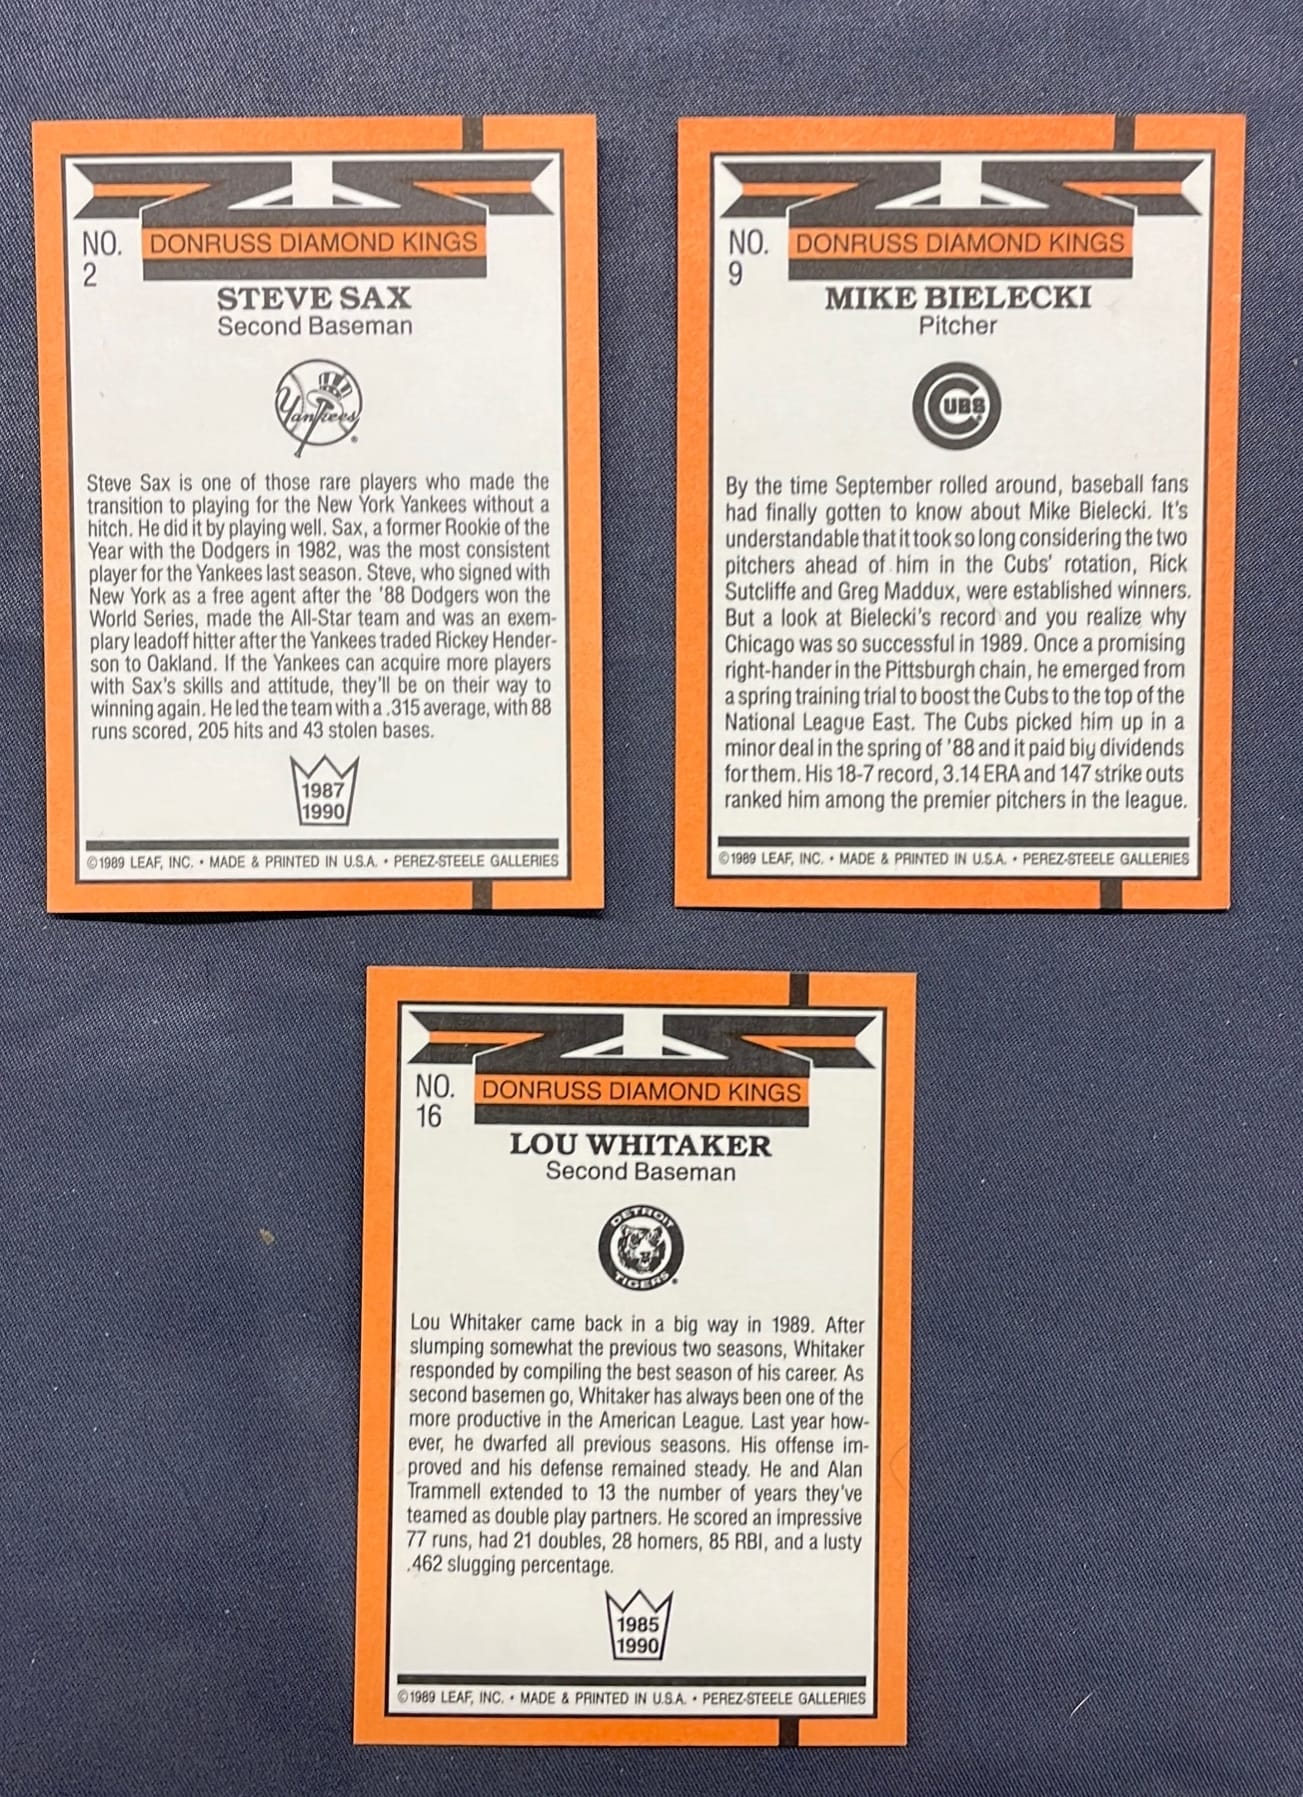 NO.
2
DONRUSS DIAMOND KINGS
STEVE SAX
Second Baseman
Yankees
Steve Sax is one of those rare players who made the
transition to playing for the New York Yankees without a
hitch. He did it by playing well. Sax, a former Rookie of the
Year with the Dodgers in 1982, was the most consistent
player for the Yankees last season. Steve, who signed with
New York as a free agent after the '88 Dodgers won the
World Series, made the All-Star team and was an exem-
plary leadoff hitter after the Yankees traded Rickey Hender-
son to Oakland. If the Yankees can acquire more players
with Sax's skills and attitude, they'll be on their way to
winning again. He led the team with a .315 average, with 88
runs scored, 205 hits and 43 stolen bases.
1987
1990
©1989 LEAF, INC. • MADE & PRINTED IN U.S.A. • PEREZ-STEELE GALLERIES
NO.
9
DONRUSS DIAMOND KINGS
MIKE BIELECKI
Pitcher
CUBS
By the time September rolled around, baseball fans
had finally gotten to know about Mike Bielecki. It's
understandable that it took so long considering the two
pitchers ahead of him in the Cubs' rotation, Rick
Sutcliffe and Greg Maddux, were established winners.
But a look at Bielecki's record and you realize why
Chicago was so successful in 1989. Once a promising
right-hander in the Pittsburgh chain, he emerged from
a spring training trial to boost the Cubs to the top of the
National League East. The Cubs picked him up in a
minor deal in the spring of '88 and it paid big dividends
for them. His 18-7 record, 3.14 ERA and 147 strike outs
ranked him among the premier pitchers in the league.
©1989 LEAF, INC. • MADE & PRINTED IN U.S.A. • PEREZ-STEELE GALLERIES
NO.
16
DONRUSS DIAMOND KINGS
LOU WHITAKER
Second Baseman
DETROIT
TIGERS
Lou Whitaker came back in a big way in 1989. After
slumping somewhat the previous two seasons, Whitaker
responded by compiling the best season of his career. As
second basemen go, Whitaker has always been one of the
more productive in the American League. Last year how-
ever, he dwarfed all previous seasons. His offense im-
proved and his defense remained steady. He and Alan
Trammell extended to 13 the number of years they've
teamed as double play partners. He scored an impressive
77 runs, had 21 doubles, 28 homers, 85 RBI, and a lusty
.462 slugging percentage.
1985
1990
©1989 LEAF, INC. • MADE & PRINTED IN U.S.A. • PEREZ-STEELE GALLERIES